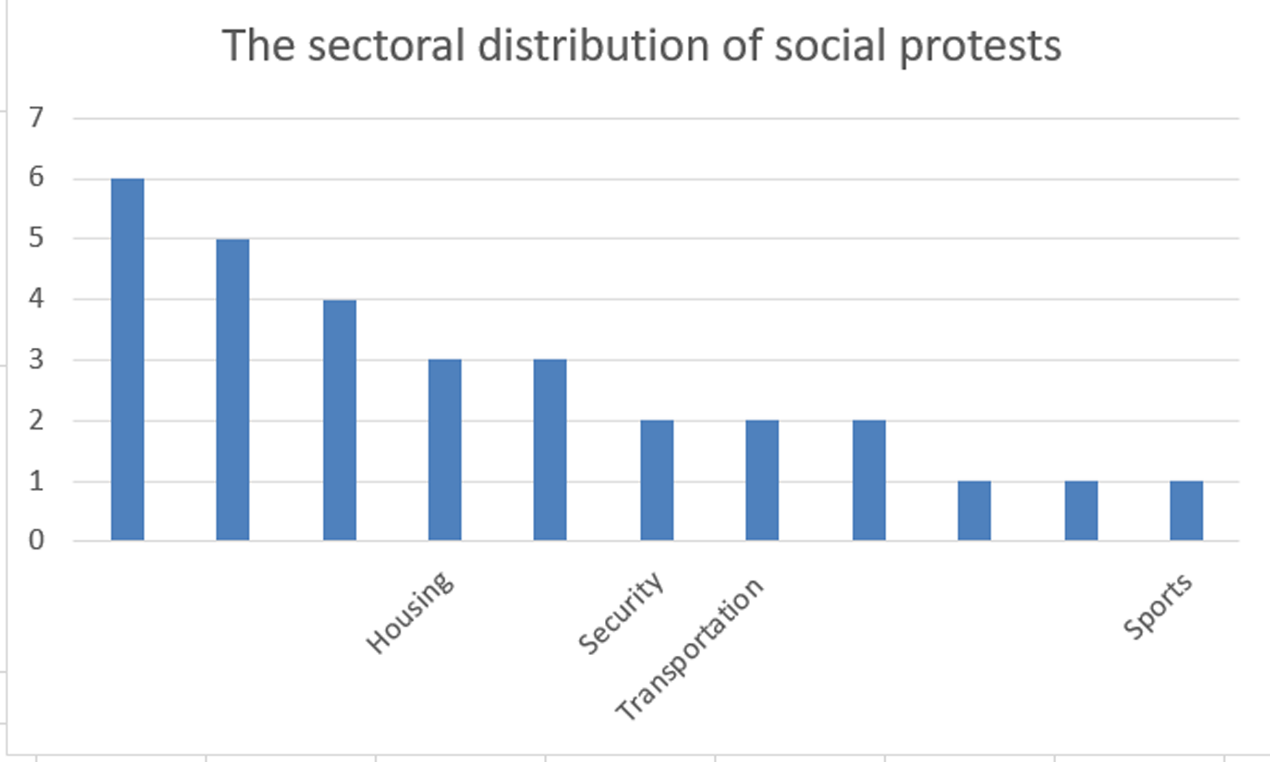 The sectoral distribution of social protests
7
6
5
4
3
2
1
0
Housing
Security
Transportation
Sports